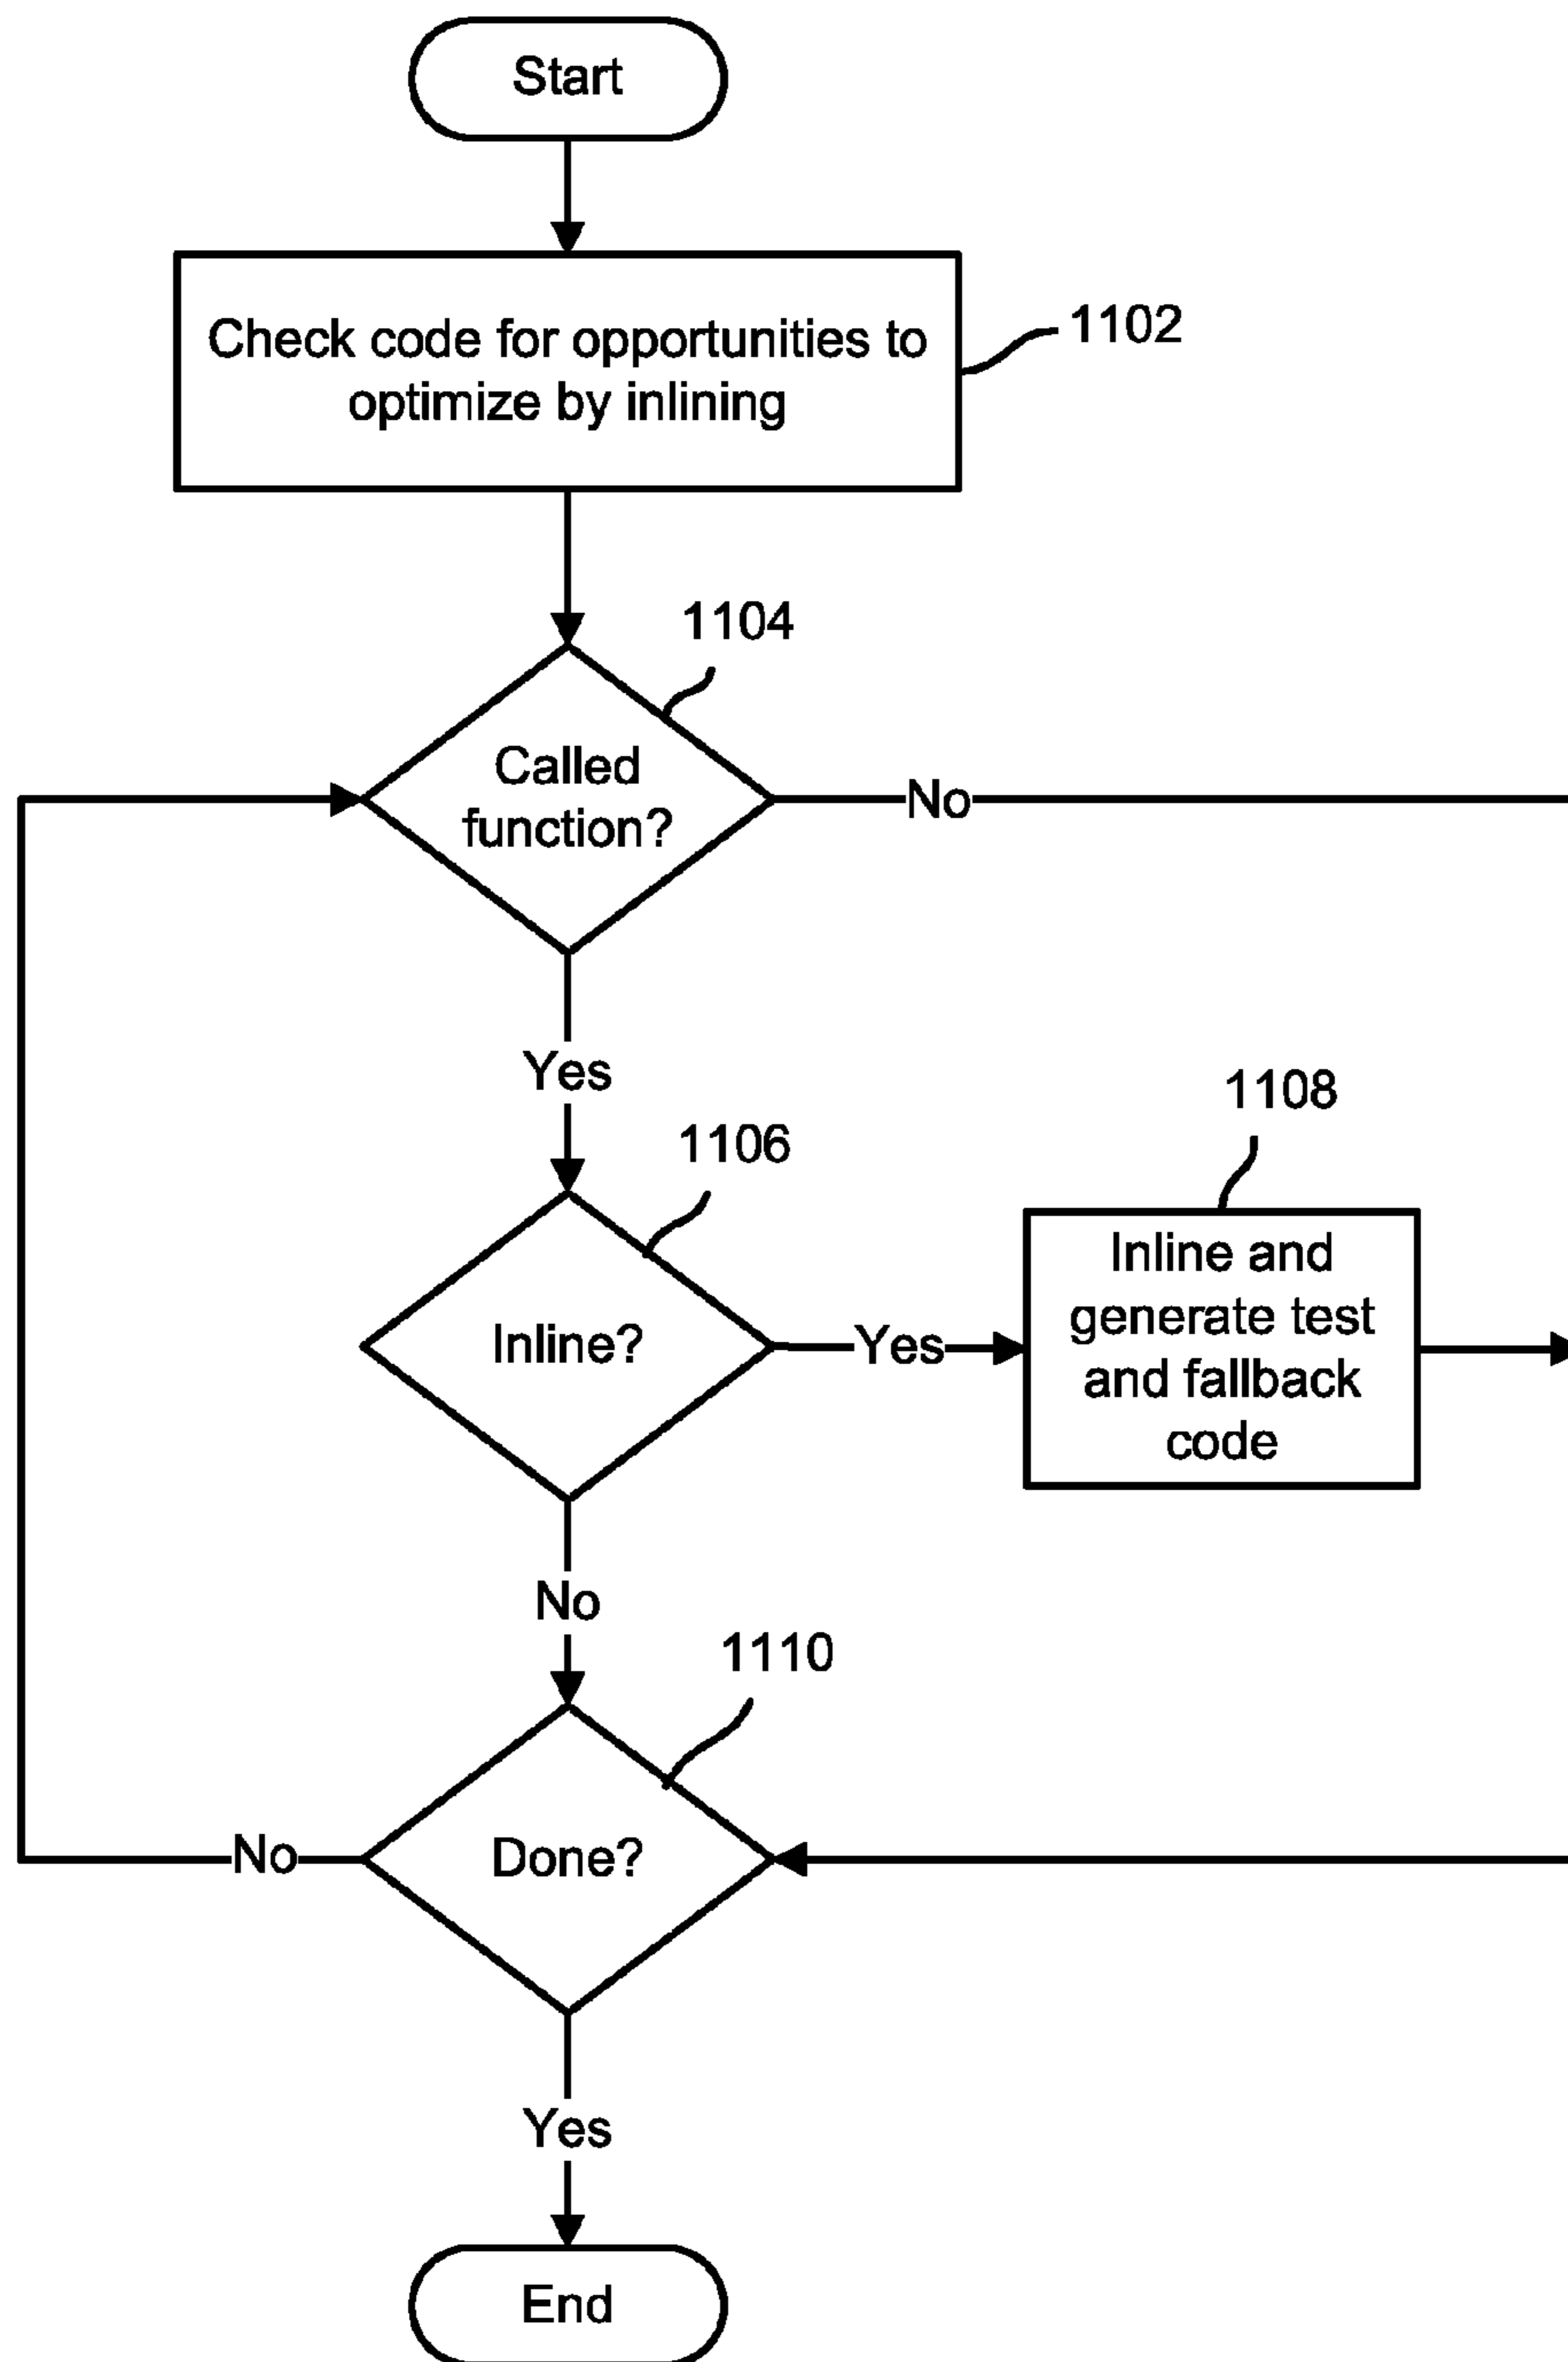 Start
Check code for opportunities to
optimize by inlining
1102
1104
Called
function?
No
Yes
1106
1108
Inline?
Yes
Inline and
generate test
and fallback
code
No
1110
Done?
No
Yes
End